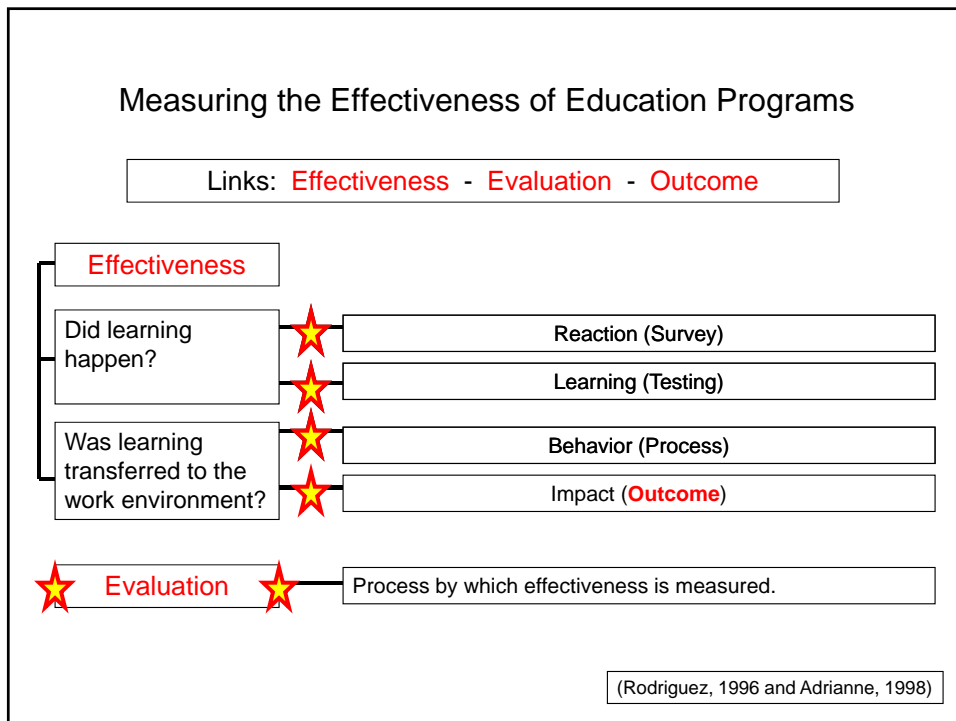 Measuring the Effectiveness of Education Programs
Links: Effectiveness - Evaluation - Outcome
Effectiveness
Did learning
happen?
Reaction (Survey)
Learning (Testing)
Was learning
transferred to the
work environment?
Behavior (Process)
Impact (Outcome)
Evaluation
Process by which effectiveness is measured.
(Rodriguez, 1996 and Adrianne, 1998)